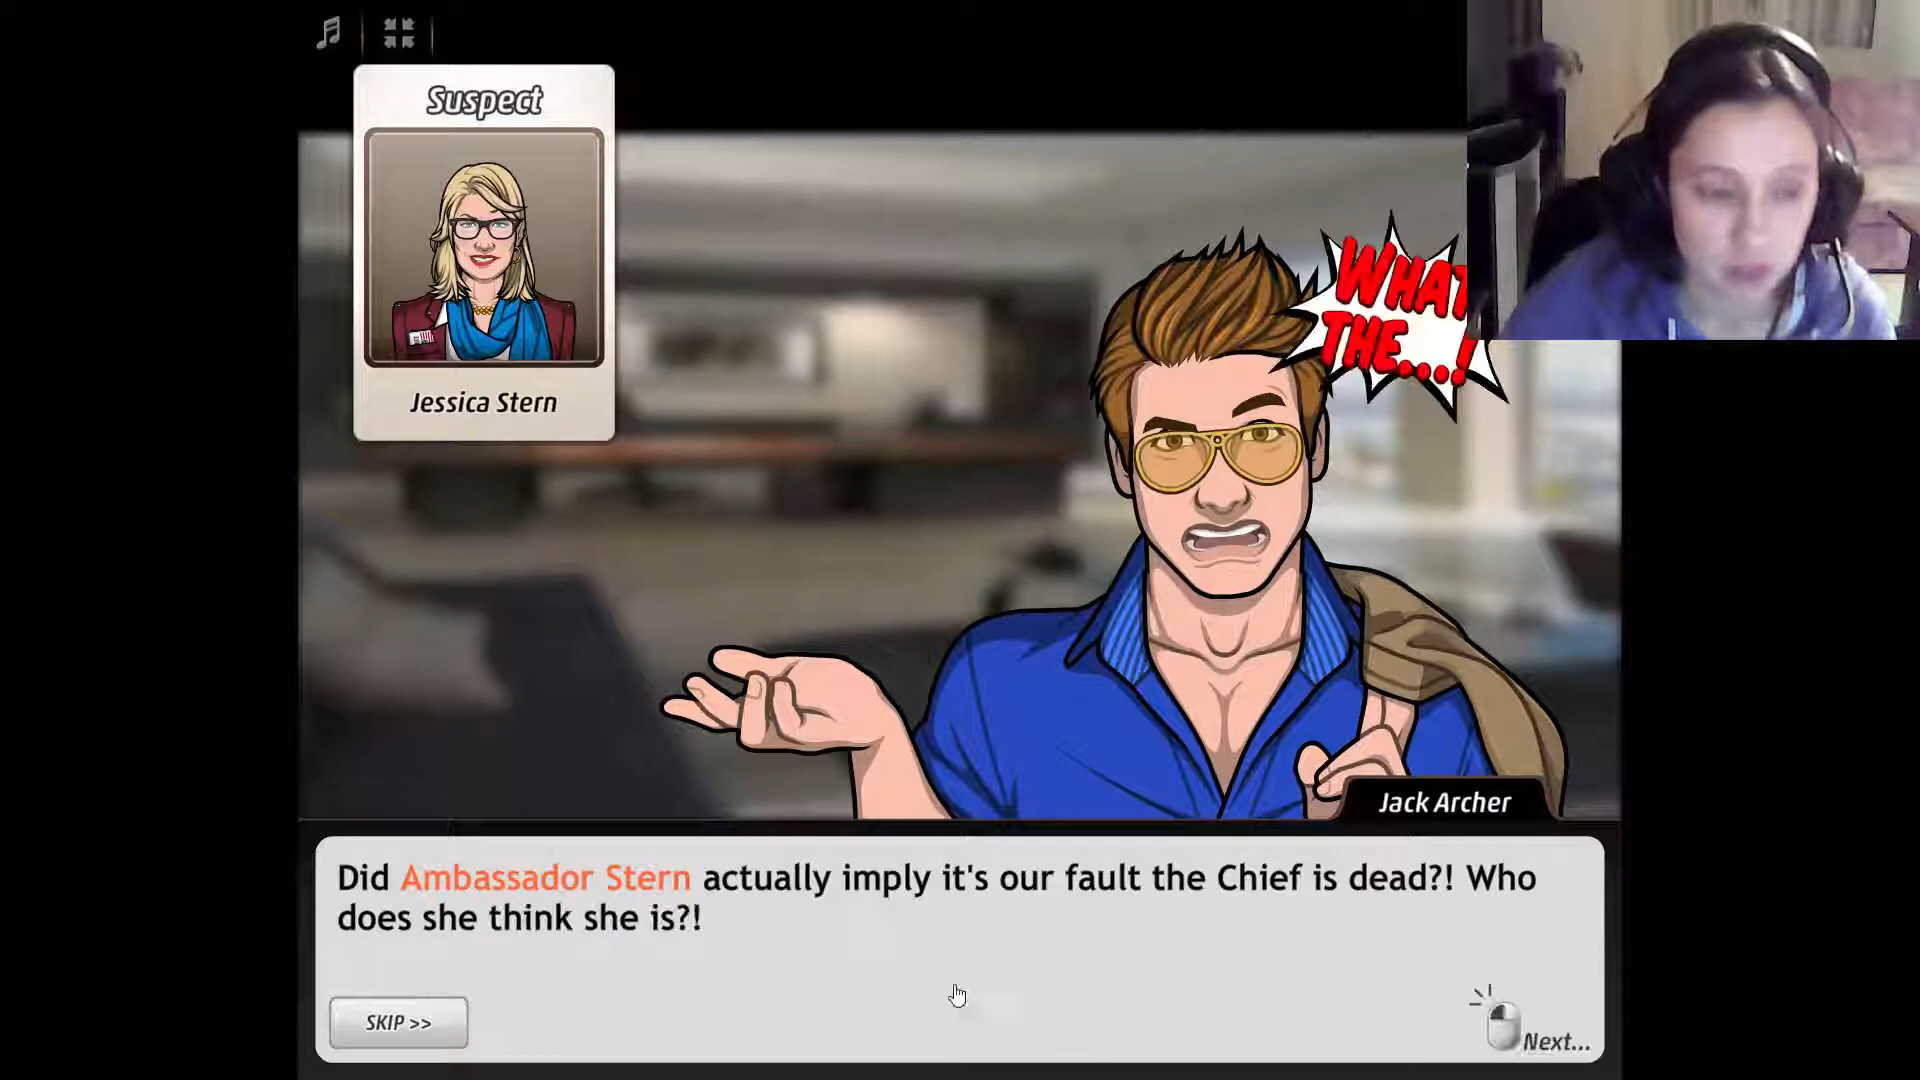 Suspect
Jessica Stern
WHAT
THE...!
Jack Archer
Did Ambassador Stern actually imply it's our fault the Chief is dead?! Who
does she think she is?!
SKIP >>
Next...